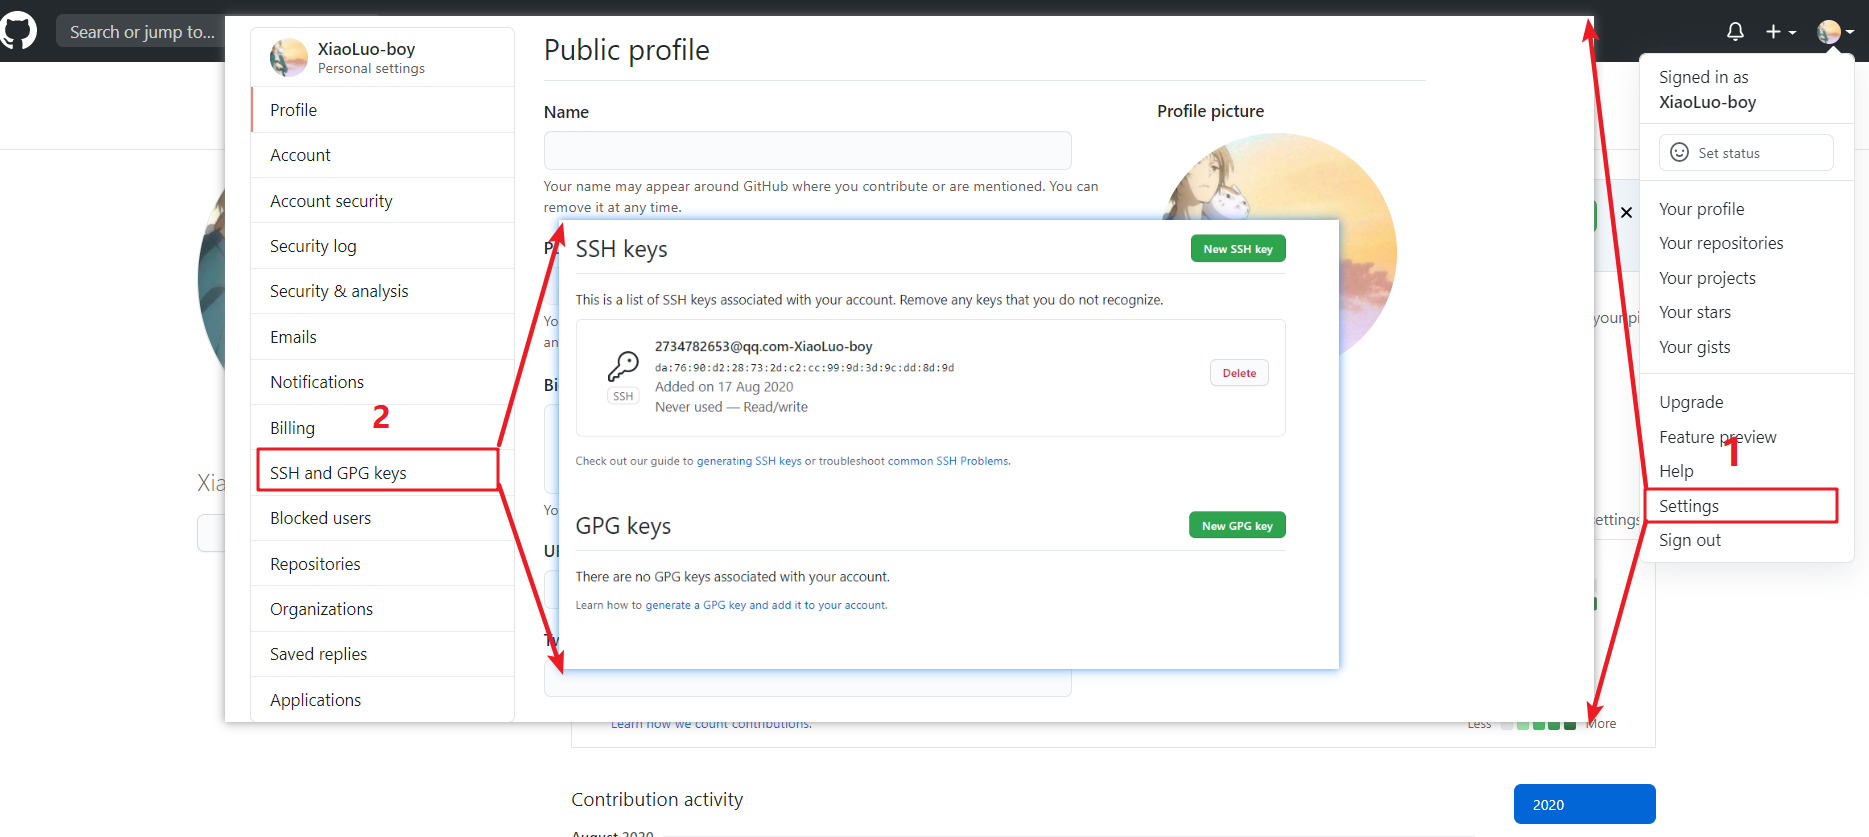 Search or jump to...
Signed in as
XiaoLuo-boy
Set status
Your profile
Your repositories
Your projects
Your stars
Your gists
Upgrade
Feature preview
1
Help
Settings
Sign out
XiaoLuo-boy
Personal settings
Profile
Account
Account security
Security log
Security & analysis
Emails
Notifications
Billing
2
SSH and GPG keys
Blocked users
Repositories
Organizations
Saved replies
Applications
Public profile
Name
Your name may appear around GitHub where you contribute or are mentioned. You can
remove it at any time.
Profile picture
SSH keys
New SSH key
This is a list of SSH keys associated with your account. Remove any keys that you do not recognize.
2734782653@qq.com-XiaoLuo-boy
da:76:90:d2:28:73:2d:c2:cc:99:9d:3d:9c:dd:8d:9d
Added on 17 Aug 2020
Never used — Read/write
SSH
Delete
Check out our guide to generating SSH keys or troubleshoot common SSH Problems.
GPG keys
New GPG key
There are no GPG keys associated with your account.
Learn how to generate a GPG key and add it to your account.
Xia
your pi
ettings
Learn how we count contributions.
Less
More
Contribution activity
2020
August 2020